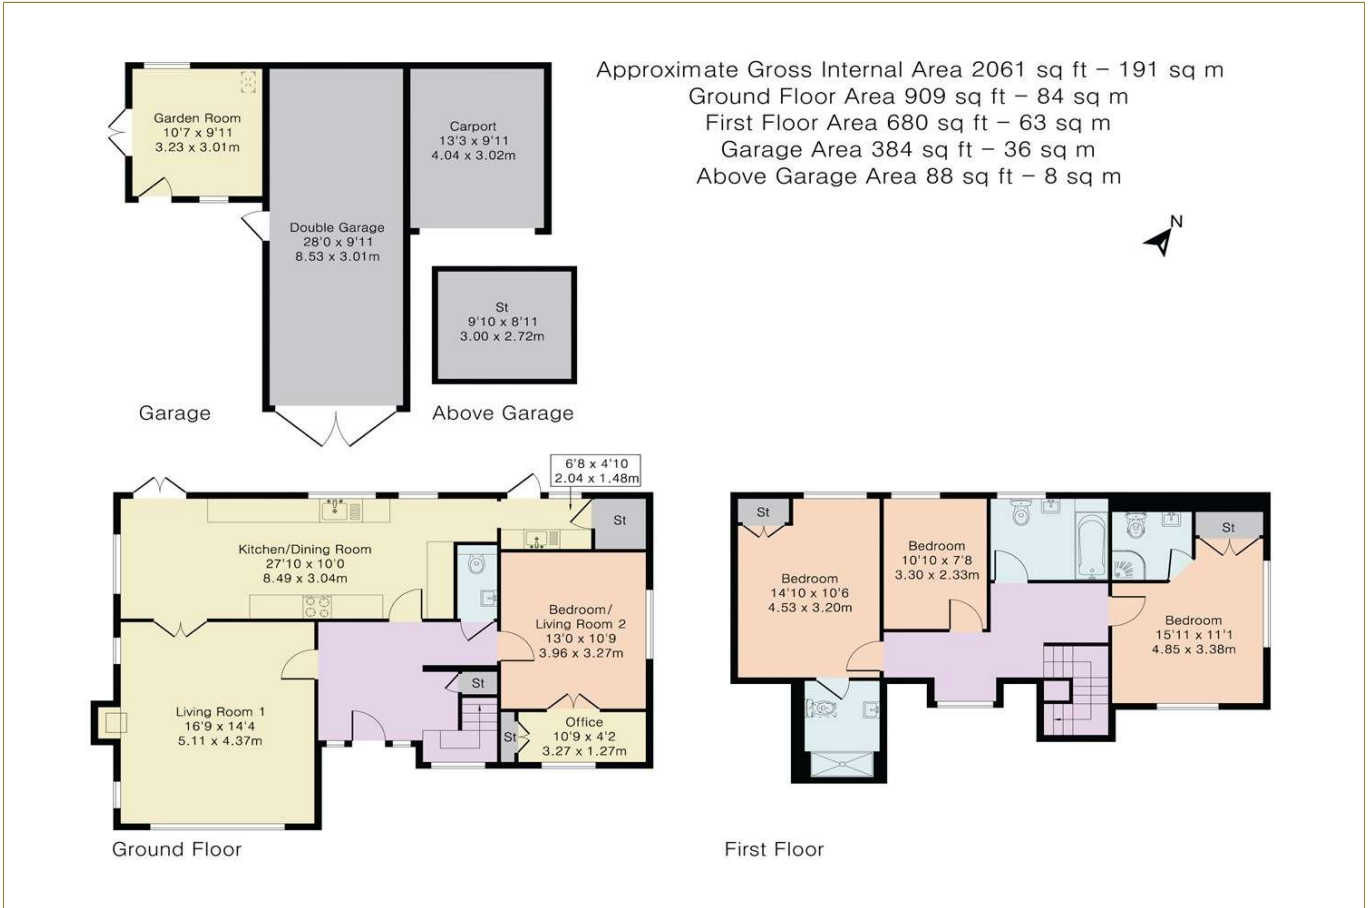 Approximate Gross Internal Area 2061 sq ft – 191 sq m
Ground Floor Area 909 sq ft – 84 sq m
First Floor Area 680 sq ft – 63 sq m
Garage Area 384 sq ft – 36 sq m
Above Garage Area 88 sq ft – 8 sq m
N
Garden Room
10'7 x 9'11
3.23 x 3.01m
Carport
13'3 x 9'11
4.04 x 3.02m
Double Garage
28'0 x 9'11
8.53 x 3.01m
St
9'10 x 8'11
3.00 x 2.72m
Garage
Above Garage
6'8 x 4'10
2.04 x 1.48m
St
Kitchen/Dining Room
27'10 x 10'0
8.49 x 3.04m
Bedroom/
Living Room 2
13'0 x 10'9
3.96 x 3.27m
St
Living Room 1
16'9 x 14'4
5.11 x 4.37m
St
Office
10'9 x 4'2
3.27 x 1.27m
Ground Floor
St
Bedroom
14'10 x 10'6
4.53 x 3.20m
Bedroom
10'10 x 7'8
3.30 x 2.33m
St
Bedroom
15'11 x 11'1
4.85 x 3.38m
First Floor